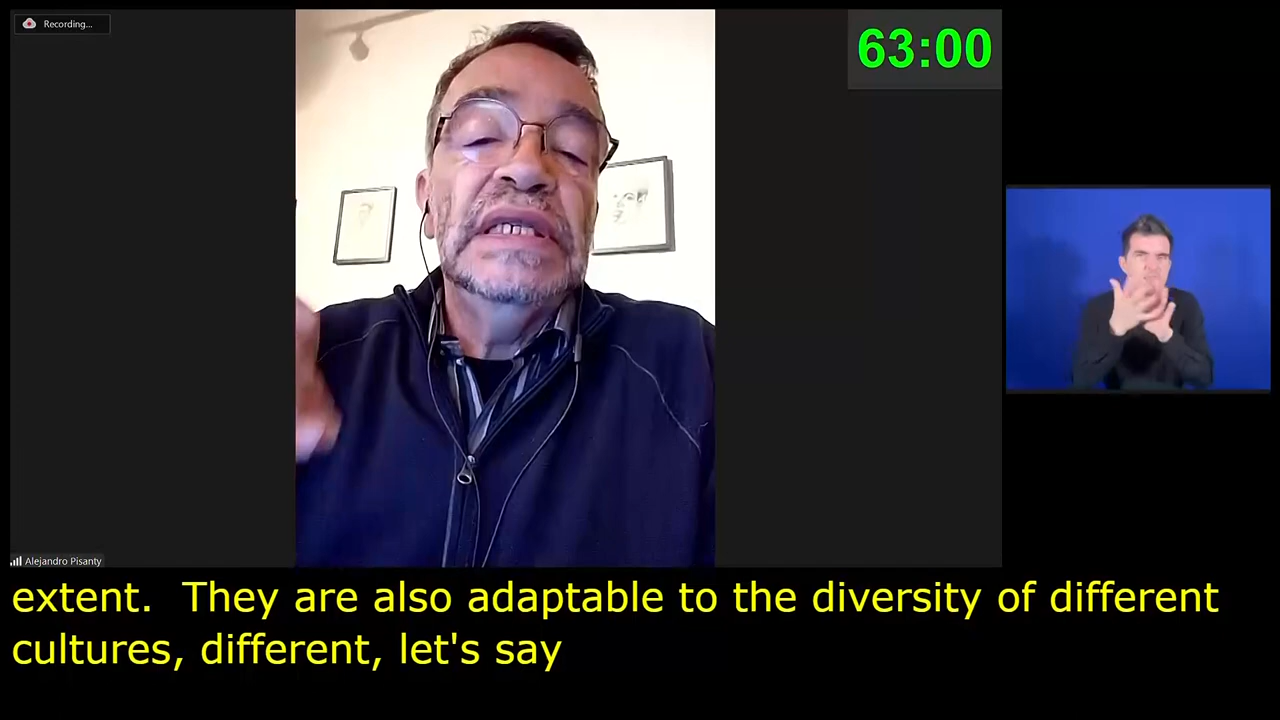 Recording...
63:00
Alejandro Pisanty
extent.  They are also adaptable to the diversity of different
cultures, different, let's say